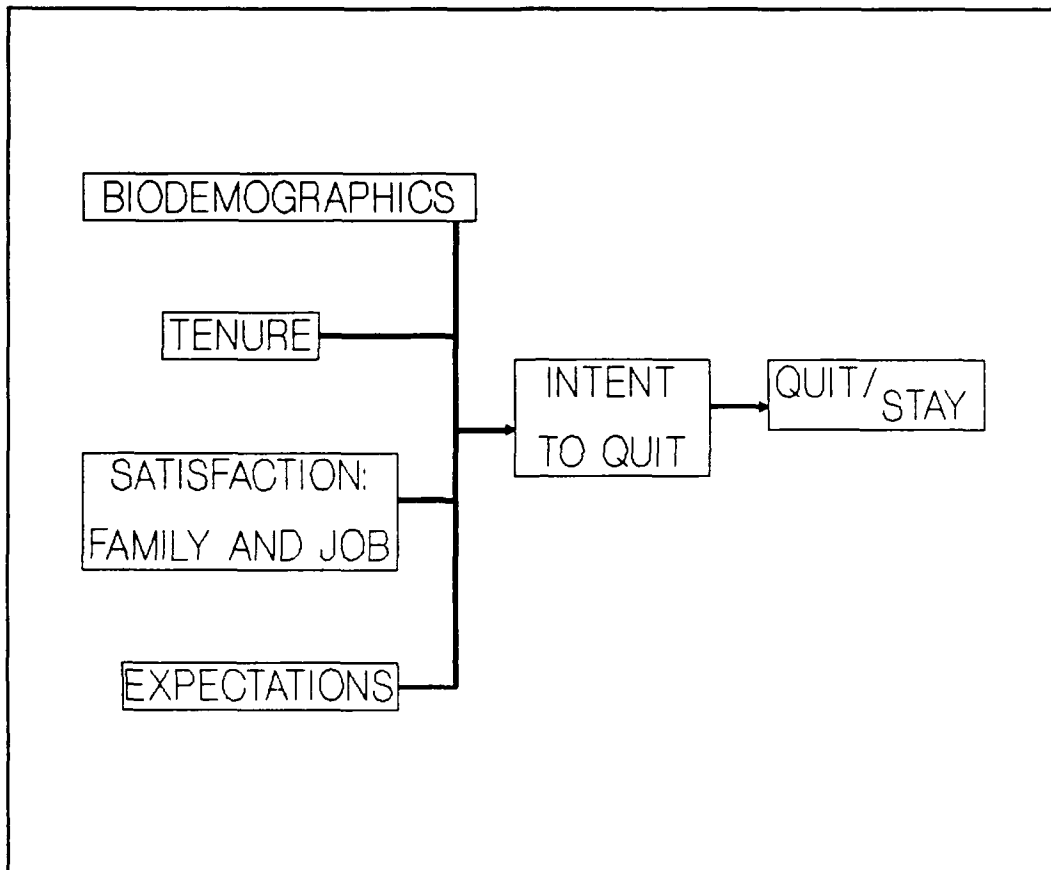 BIODEMOGRAPHICS
TENURE
SATISFACTION:
FAMILY AND JOB
EXPECTATIONS
INTENT
TO QUIT
QUIT/STAY